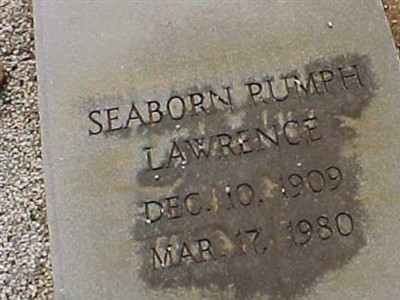 SEABORN RUMPH
LAWRENCE
DEC. 10, 1909
MAR. 17, 1980